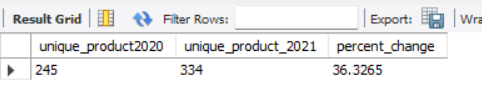 Result Grid Filter Rows: Export: Wra
unique_product2020 unique_product_2021 percent_change
245 334 36.3265